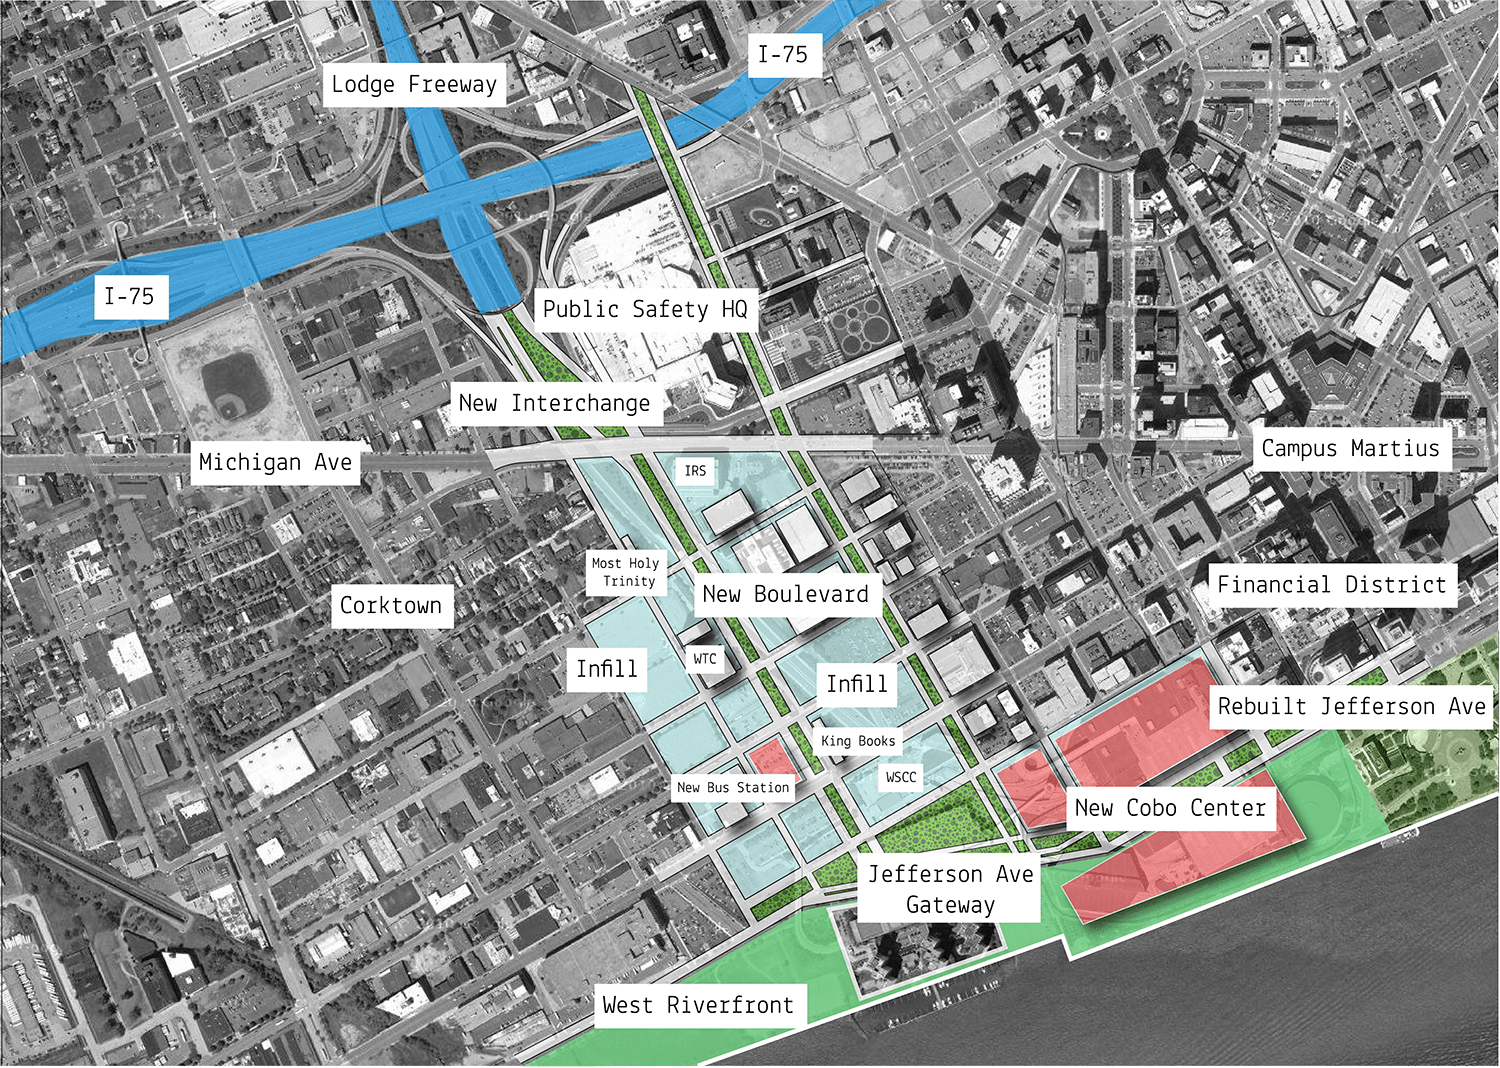 I-75
Lodge Freeway
I-75
Public Safety HQ
New Interchange
Michigan Ave
Campus Martius
IRS
Most Holy
Trinity
New Boulevard
Financial District
Corktown
WTC
Infill
Infill
Rebuilt Jefferson Ave
King Books
WSCC
New Bus Station
New Cobo Center
Jefferson Ave
Gateway
West Riverfront